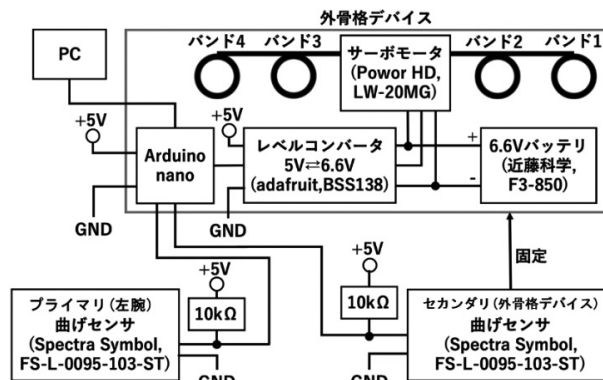 外骨格デバイス
PC
バンド4
バンド3
サーボモータ
(Powor HD,
LW-20MG)
バンド2
バンド1
+5V
Arduino
nano
GND
+5V
レベルコンバータ
5V⇄6.6V
(adafruit,BSS138)
GND
+
-
6.6Vバッテリ
(近藤科学,
F3-850)
固定
プライマリ(左腕)
曲げセンサ
(Spectra Symbol,
FS-L-0095-103-ST)
+5V
10kΩ
GND
+5V
10kΩ
GND
セカンダリ(外骨格デバイス)
曲げセンサ
(Spectra Symbol,
FS-L-0095-103-ST)